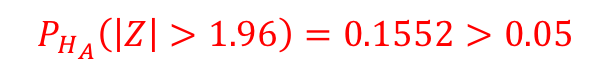 P_{H_A}(|Z| > 1.96) = 0.1552 > 0.05